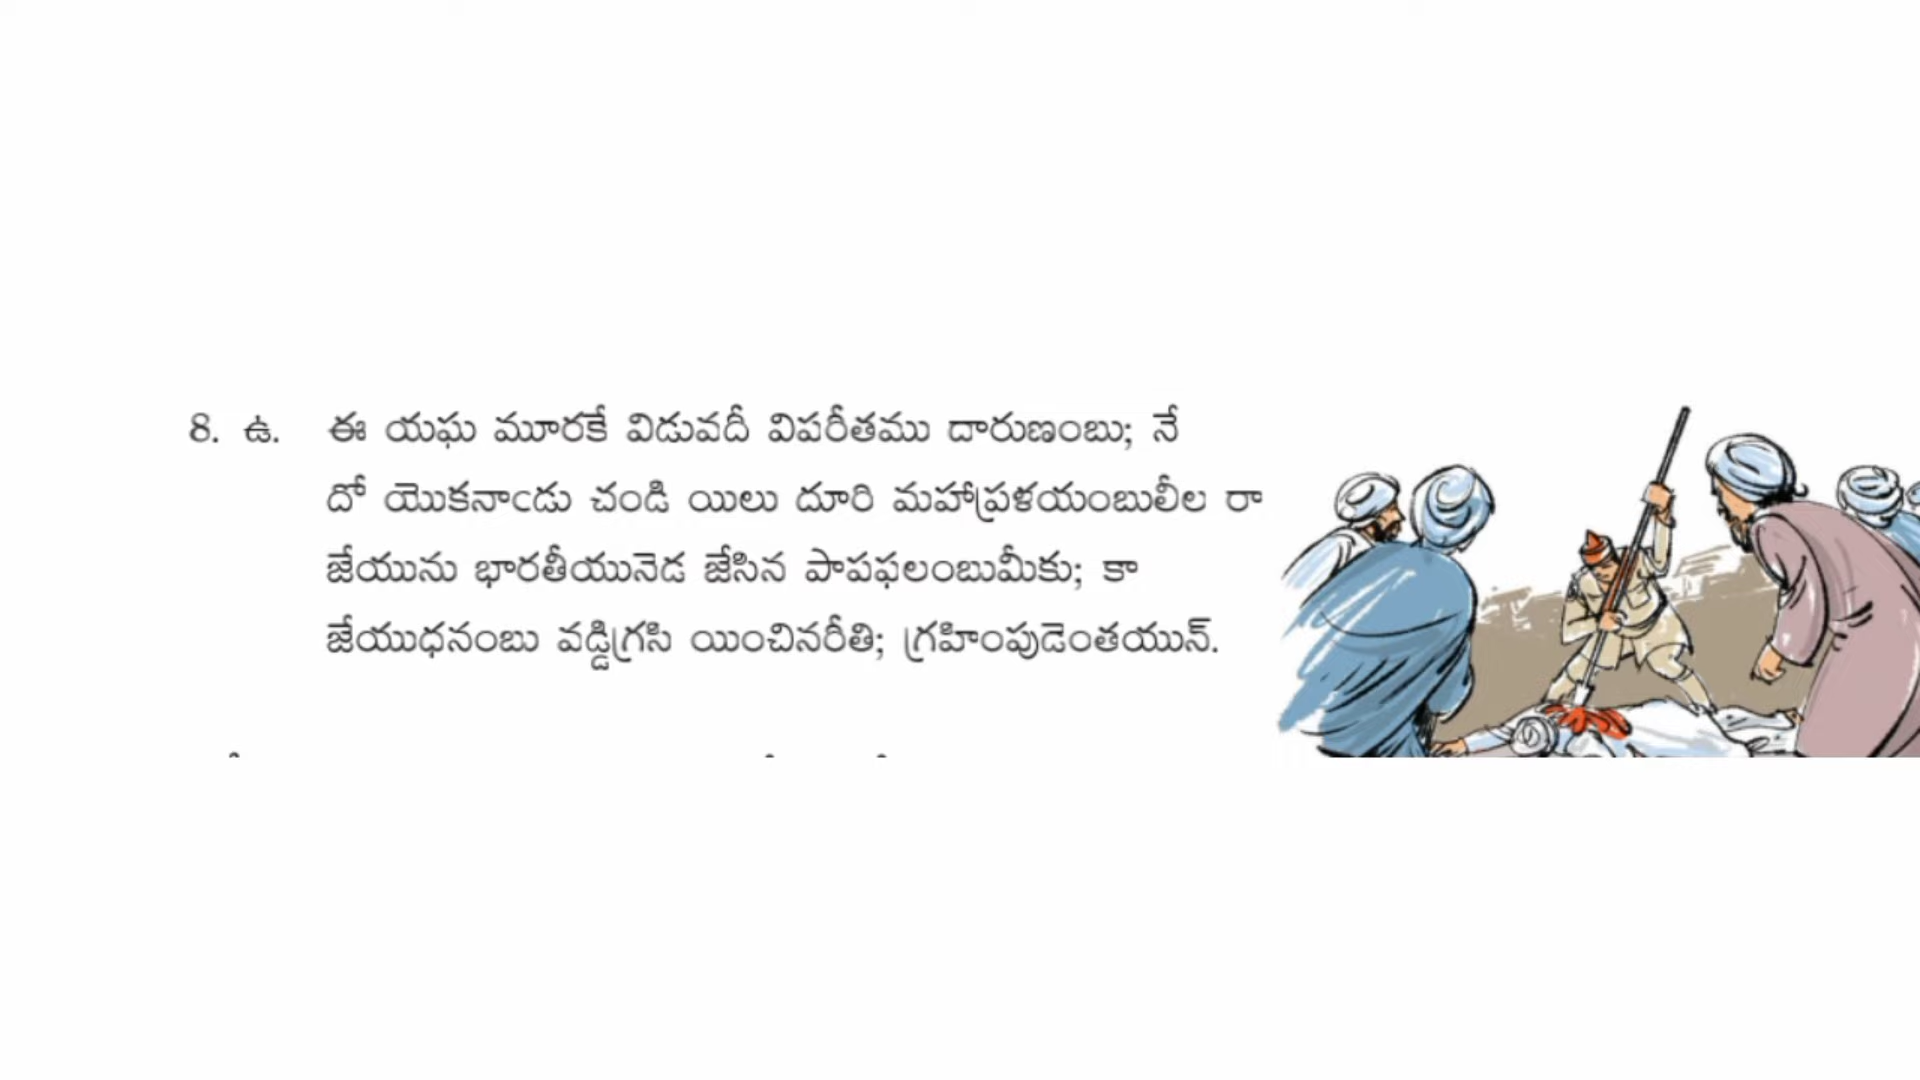 8. ఉ. ఈ యఘ మూరకే విడువదీ విపరీతము దారుణంబు; నే
దో యొకనాఁడు చండి యిలు దూరి మహాప్రళయంబులీల రా
జేయును భారతీయునెడ జేసిన పాపఫలంబుమీకు; కా
జేయుధనంబు వడ్డిగ్రసి యించినరీతి; గ్రహింపుడెంతయున్.